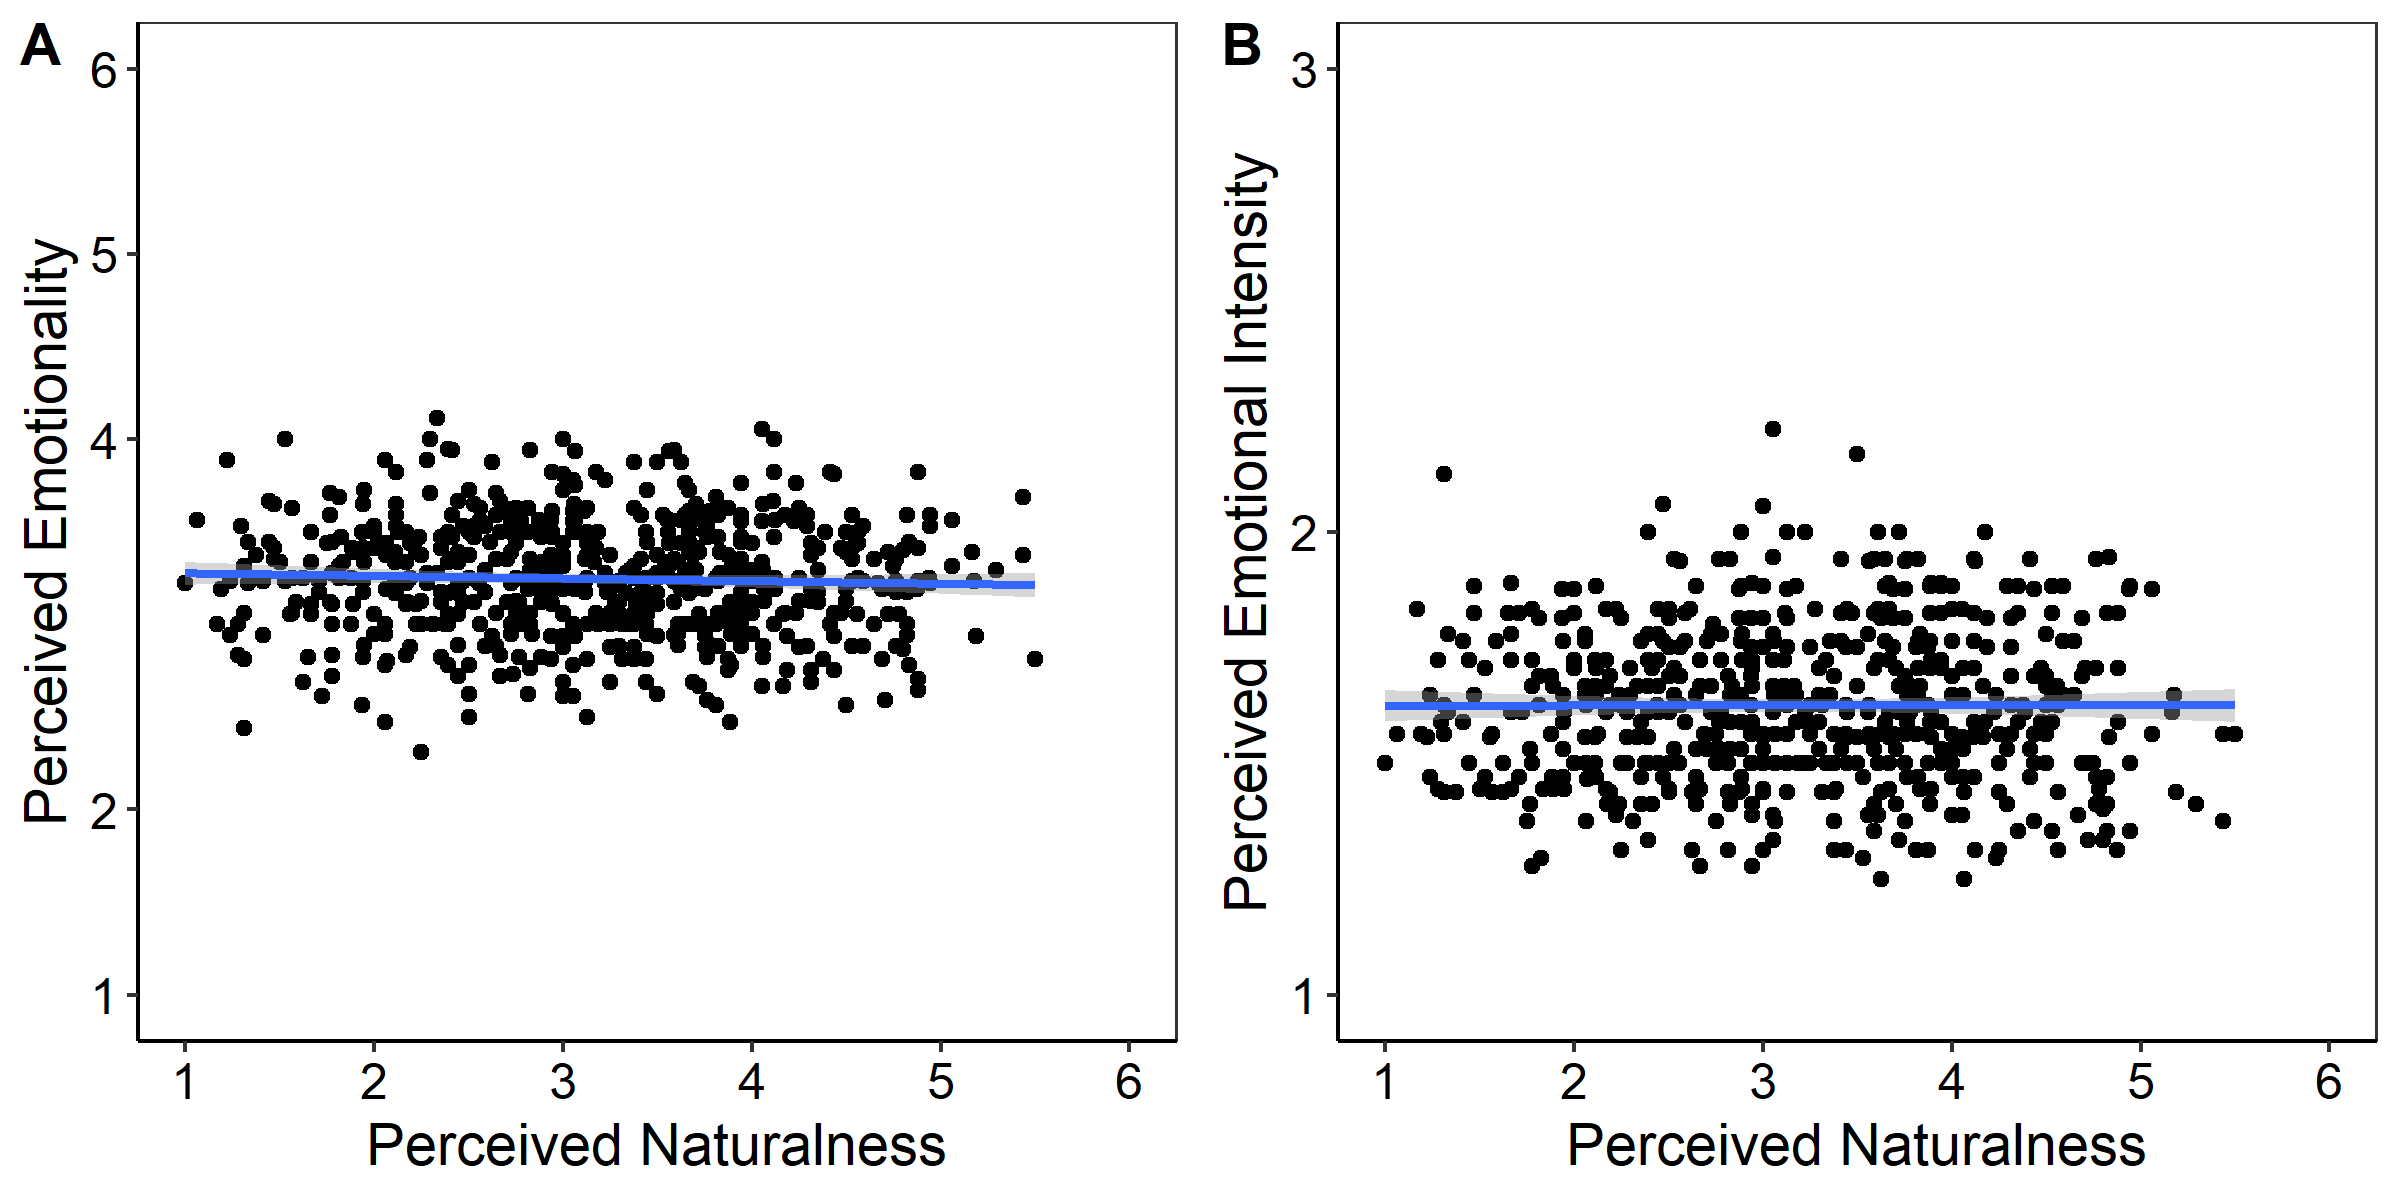 A
6
5
4
2
1
Perceived Emotionality
1 2 3 4 5 6
Perceived Naturalness
B
3
2
1
Perceived Emotional Intensity
1 2 3 4 5 6
Perceived Naturalness